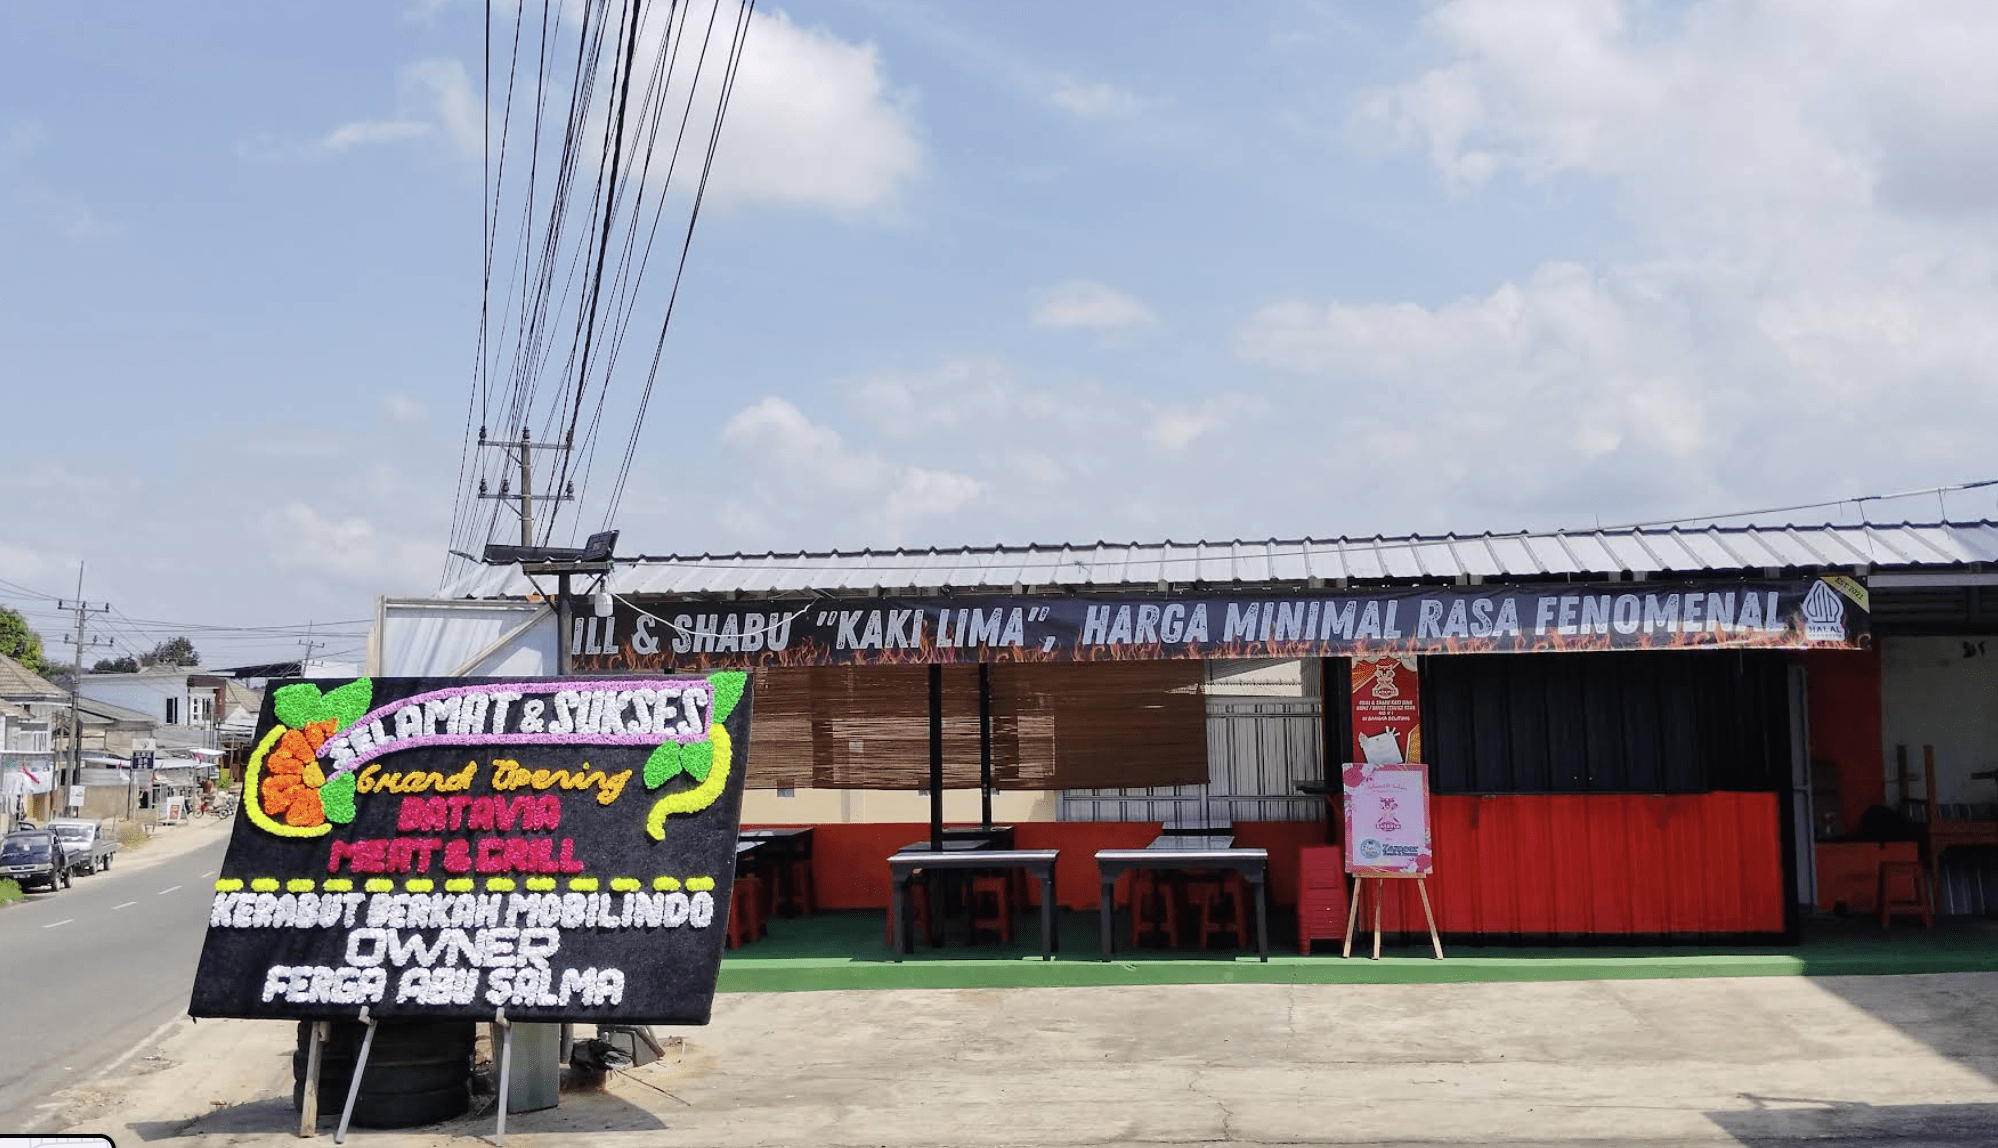 ILL & SHABU "KAKI LIMA", HARGA MINIMAL RASA FENOMENAL
HALAL
SELAMAT & SUKSES
Grand Opening
BATAVIA
MEAT & GRILL
KERABUT BERKAH MOBILINDO
OWNER
FERGA ABU SALMA